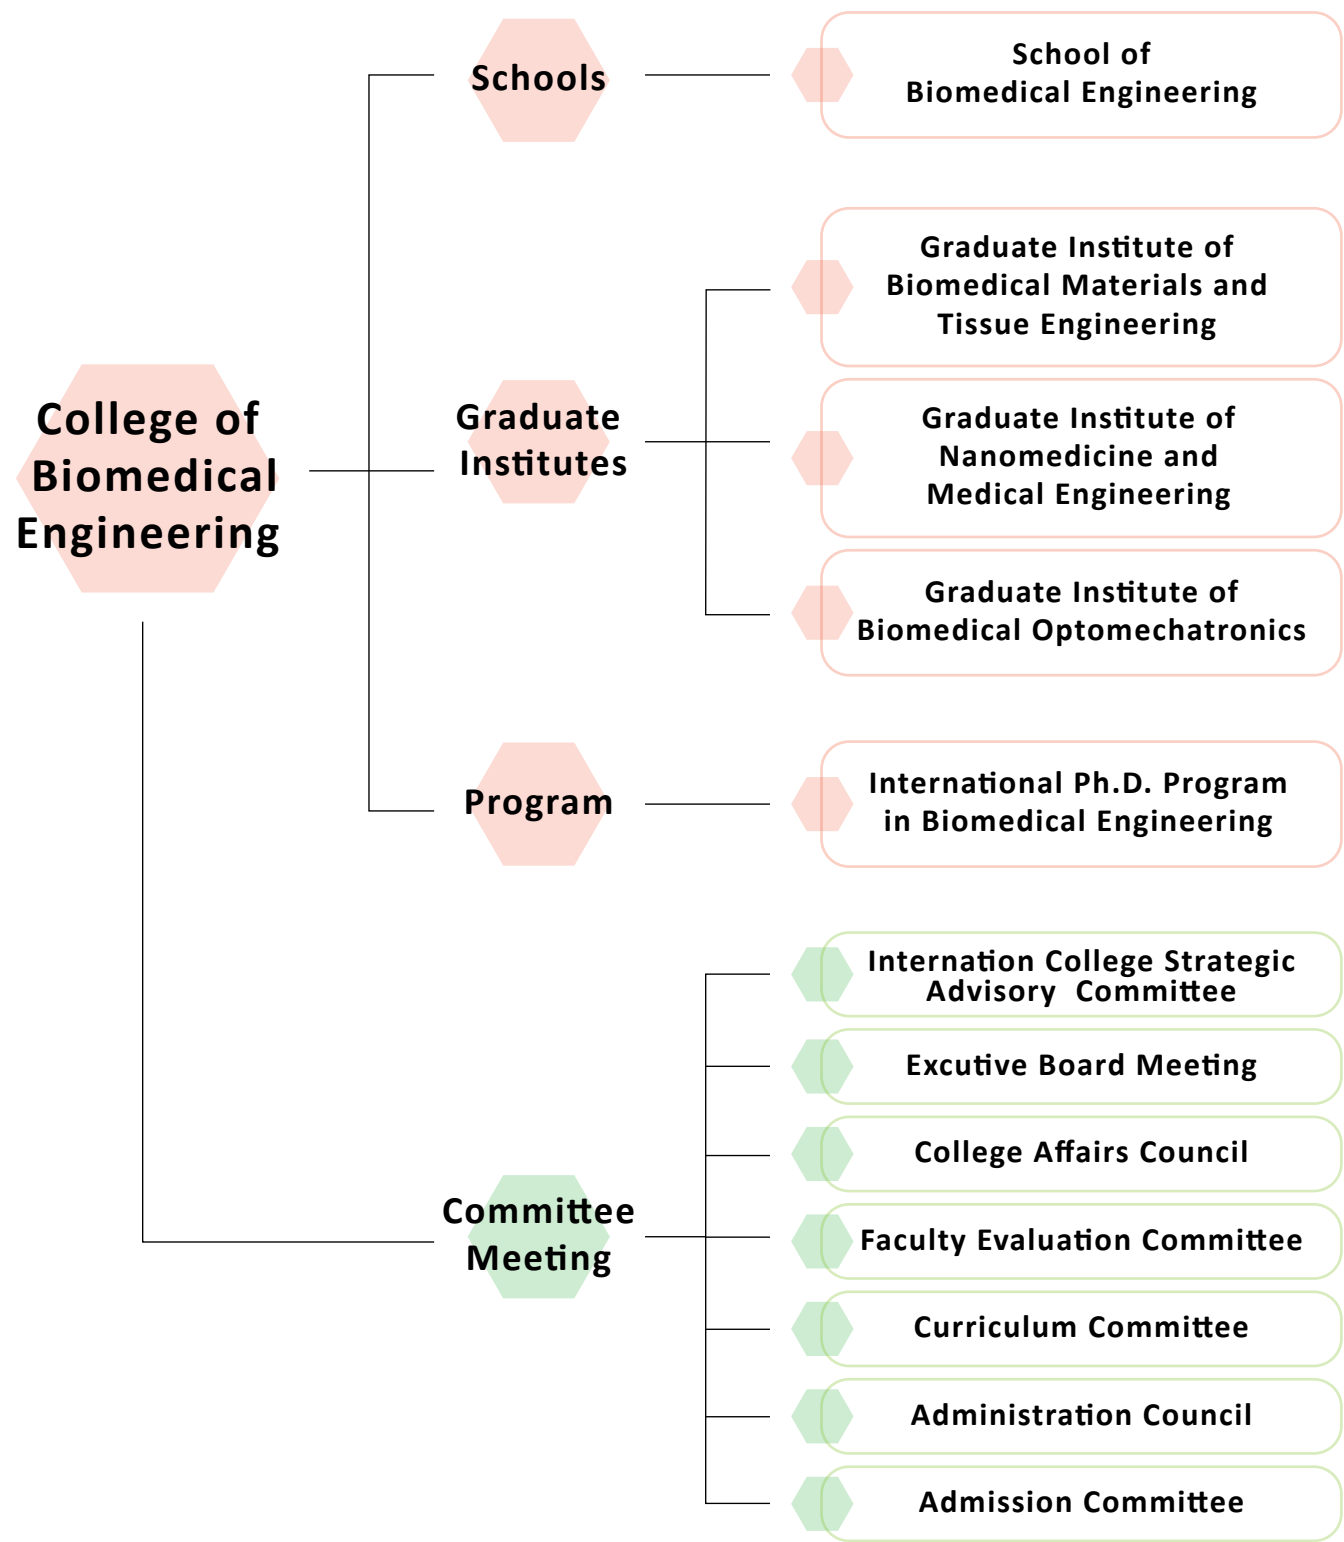 College of
Biomedical
Engineering
Schools
School of
Biomedical Engineering
Graduate
Institutes
Graduate Institute of
Biomedical Materials and
Tissue Engineering
Graduate Institute of
Nanomedicine and
Medical Engineering
Graduate Institute of
Biomedical Optomechatronics
Program
International Ph.D. Program
in Biomedical Engineering
Committee
Meeting
Internation College Strategic
Advisory  Committee
Excutive Board Meeting
College Affairs Council
Faculty Evaluation Committee
Curriculum Committee
Administration Council
Admission Committee